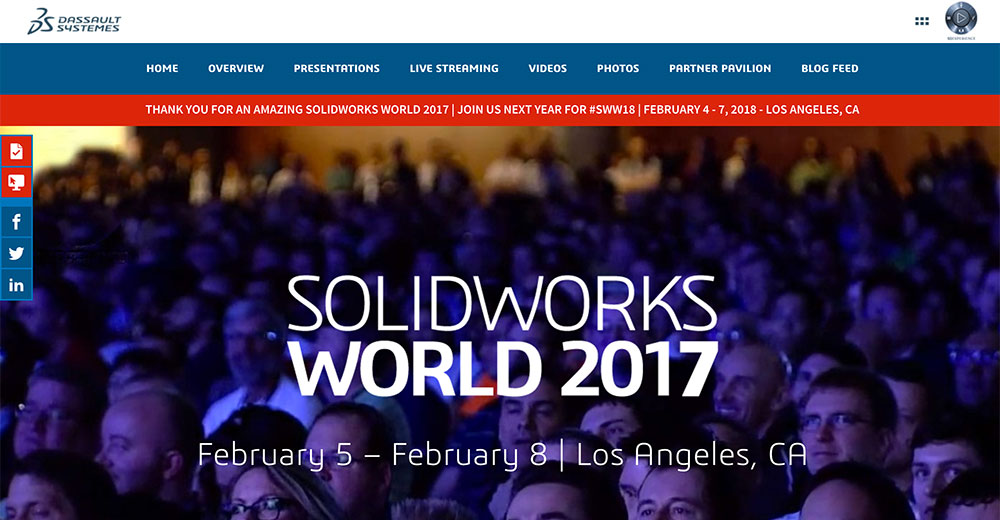 DASSAULT
SYSTEMES
HOME OVERVIEW PRESENTATIONS LIVE STREAMING VIDEOS PHOTOS PARTNER PAVILION BLOG FEED
THANK YOU FOR AN AMAZING SOLIDWORKS WORLD 2017 | JOIN US NEXT YEAR FOR #SWW18 | FEBRUARY 4 - 7, 2018 - LOS ANGELES, CA
SOLIDWORKS
WORLD 2017
February 5 – February 8 | Los Angeles, CA